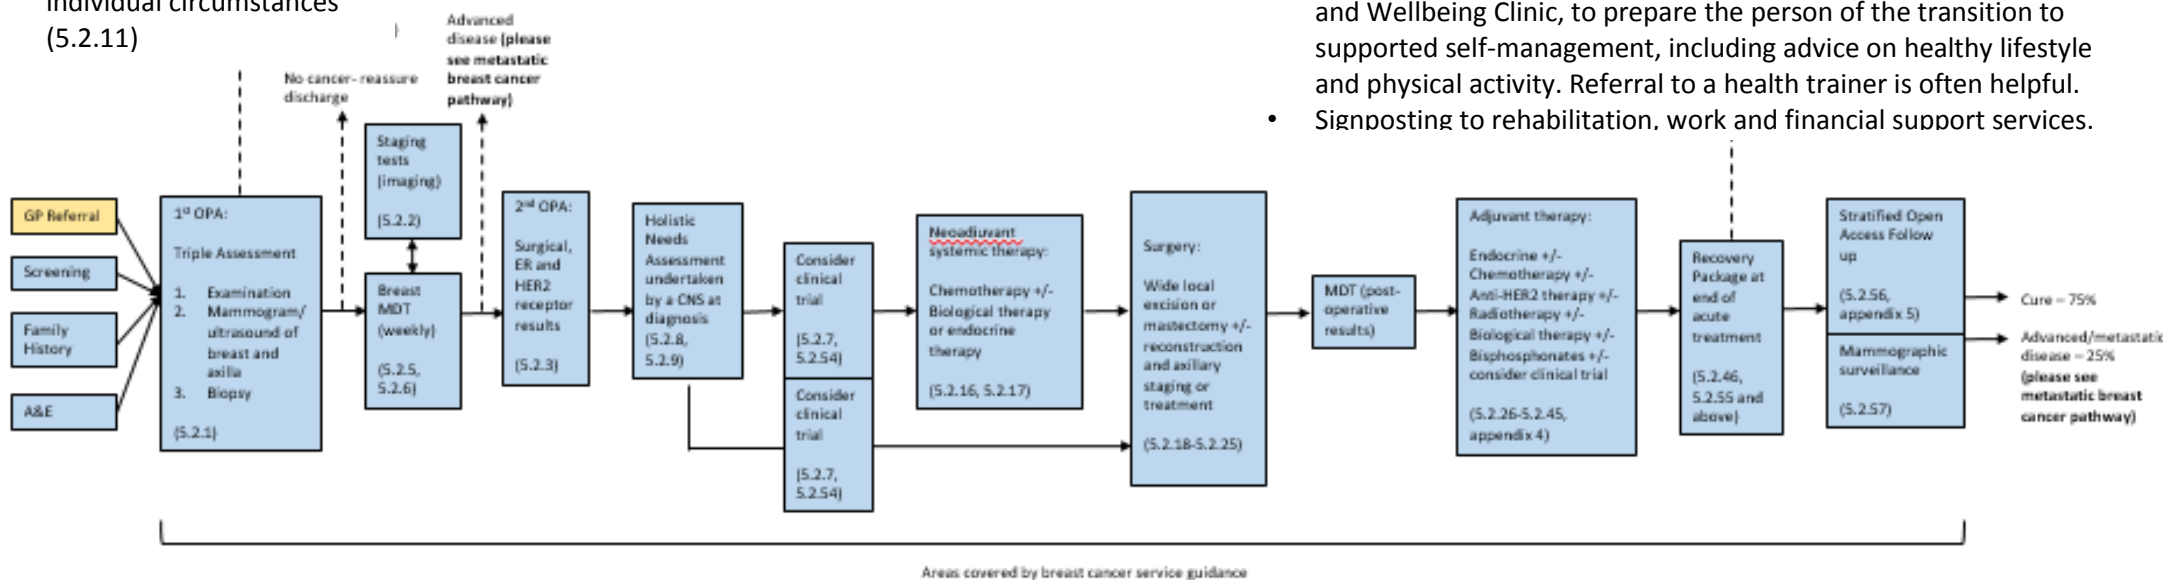 individual circumstances
(5.2.11)
and Wellbeing Clinic, to prepare the person of the transition to
supported self-management, including advice on healthy lifestyle
and physical activity. Referral to a health trainer is often helpful.
• Signposting to rehabilitation, work and financial support services.
No cancer- reassure
discharge
Advanced
disease (please
see metastatic
breast cancer
pathway)
GP Referral
Screening
Family
History
A&E
1st OPA:
Triple Assessment
1. Examination
2. Mammogram/
ultrasound of
breast and
axilla
3. Biopsy
(5.2.1)
Staging
tests
(imaging)
(5.2.2)
Breast
MDT
(weekly)
(5.2.5,
5.2.6)
2nd OPA:
Surgical,
ER and
HER2
receptor
results
(5.2.3)
Holistic
Needs
Assessment
undertaken
by a CNS at
diagnosis
(5.2.8,
5.2.9)
Consider
clinical
trial
(5.2.7,
5.2.54)
Consider
clinical
trial
(5.2.7,
5.2.54)
Neoadjuvant
systemic therapy:
Chemotherapy +/-
Biological therapy
or endocrine
therapy
(5.2.16, 5.2.17)
Surgery:
Wide local
excision or
mastectomy +/-
reconstruction
and axillary
staging or
treatment
(5.2.18-5.2.25)
MDT (post-
operative
results)
Adjuvant therapy:
Endocrine +/-
Chemotherapy +/-
Anti-HER2 therapy +/-
Radiotherapy +/-
Biological therapy +/-
Bisphosphonates +/-
consider clinical trial
(5.2.26-5.2.45,
appendix 4)
Recovery
Package at
end of
acute
treatment
(5.2.46,
5.2.55 and
above)
Stratified Open
Access Follow
up
(5.2.56,
appendix 5)
Mammographic
surveillance
(5.2.57)
Cure – 75%
Advanced/metastatic
disease – 25%
(please see
metastatic breast
cancer pathway)
Areas covered by breast cancer service guidance